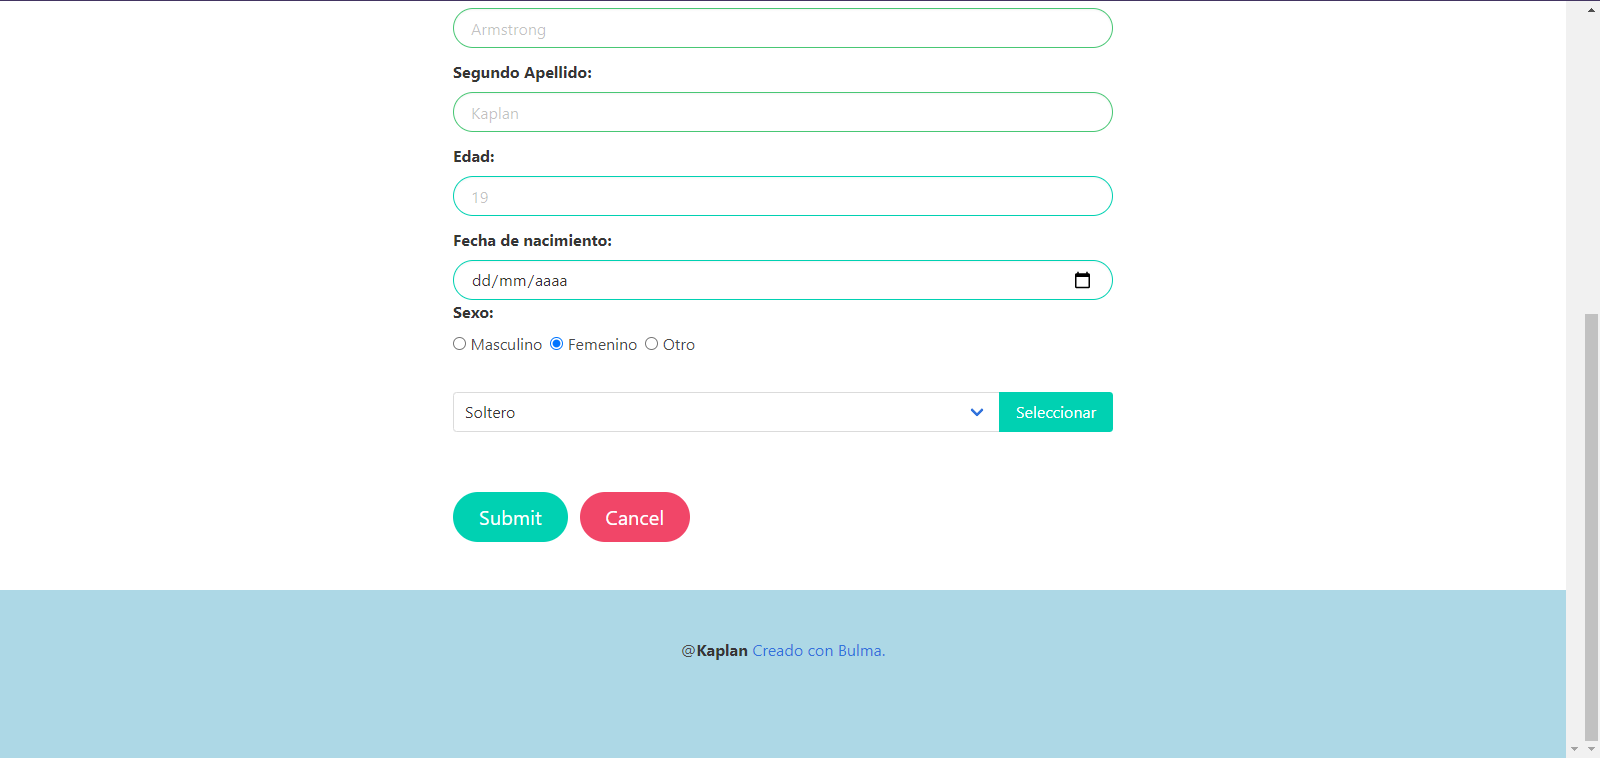 Armstrong
Segundo Apellido:
Kaplan
Edad:
19
Fecha de nacimiento:
dd/mm/aaaa
Sexo:
Masculino Femenino Otro
Soltero Seleccionar
Submit Cancel
@Kaplan Creado con Bulma.